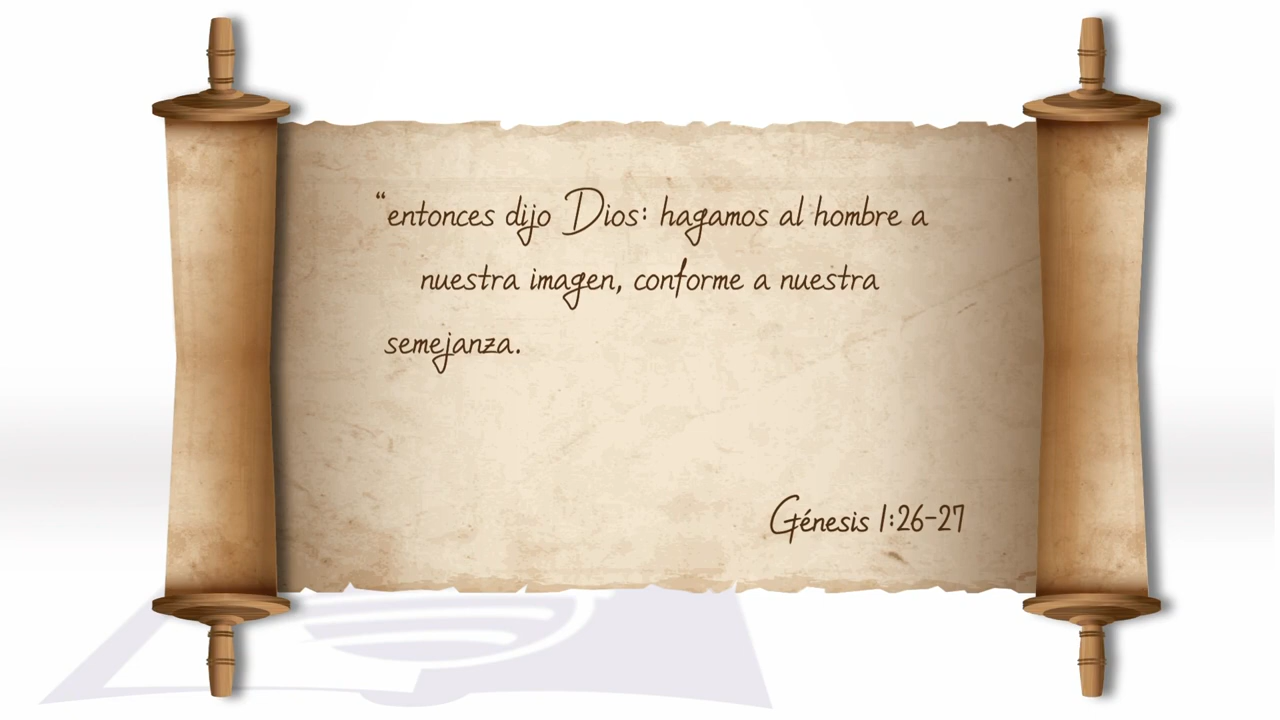 “entonces dijo Dios: hagamos al hombre a
nuestra imagen, conforme a nuestra
semejanza.
Génesis 1:26-27